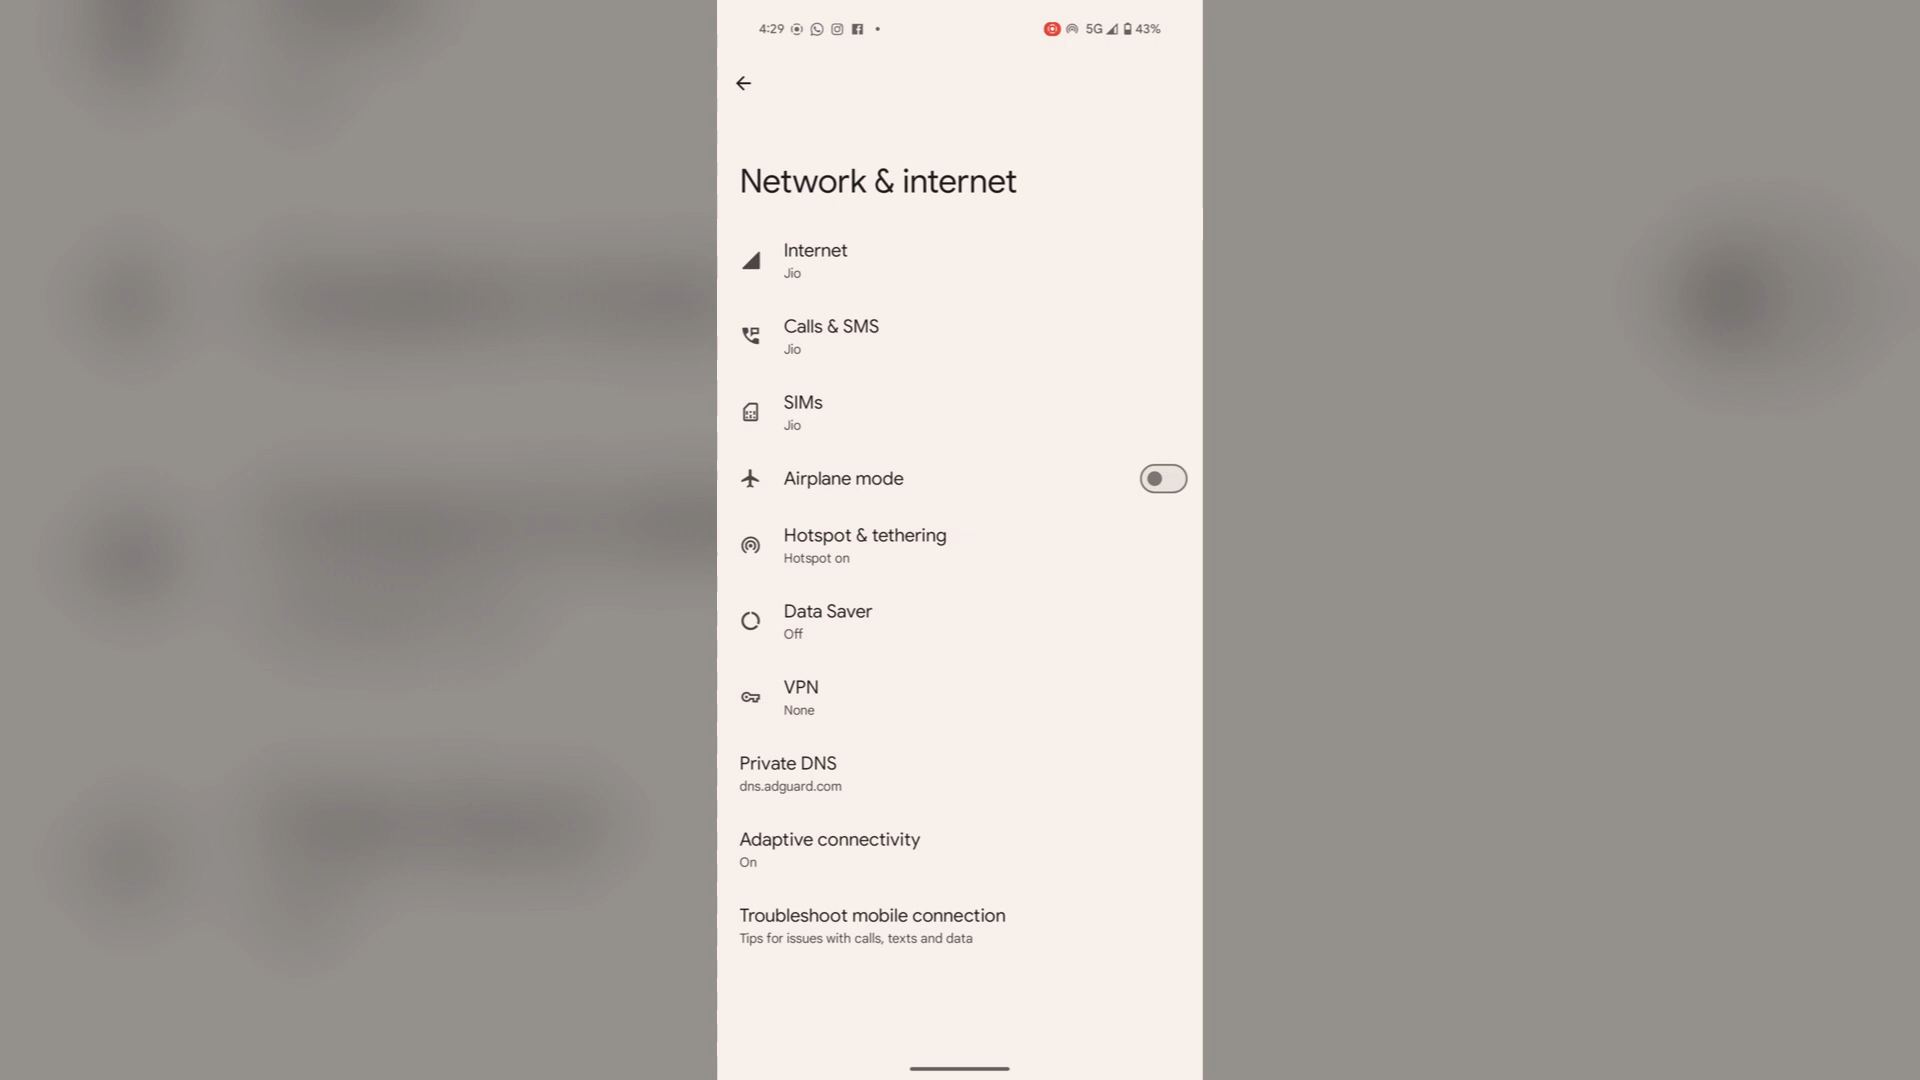 4:29 5G 43%
Network & internet
Internet
Jio
Calls & SMS
Jio
SIMs
Jio
Airplane mode
Hotspot & tethering
Hotspot on
Data Saver
Off
VPN
None
Private DNS
dns.adguard.com
Adaptive connectivity
On
Troubleshoot mobile connection
Tips for issues with calls, texts and data